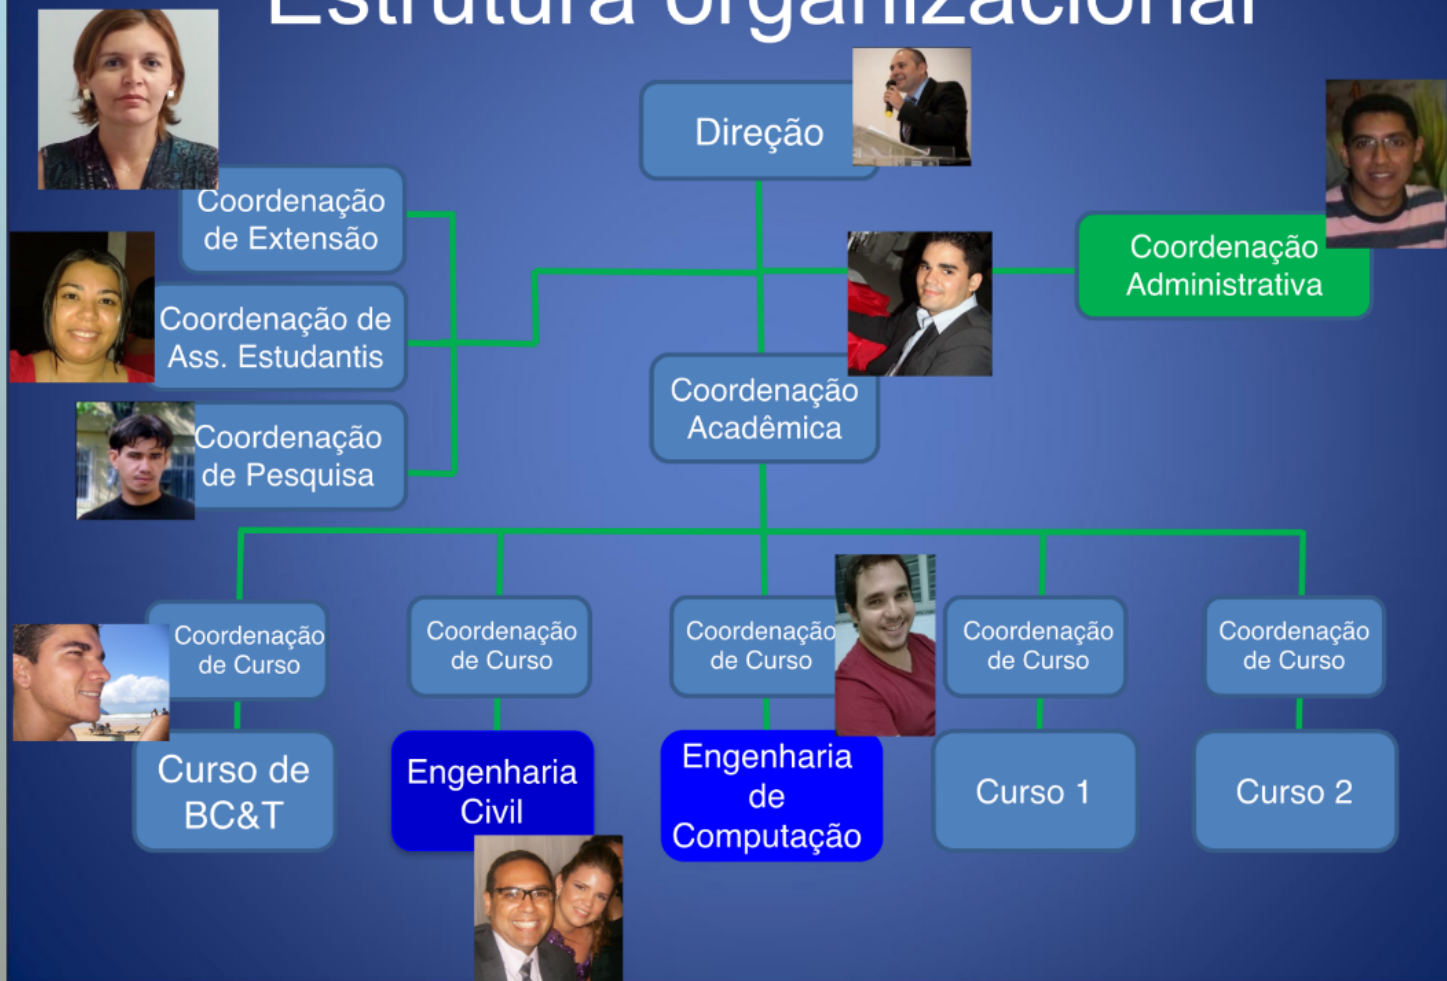 Estrutura organizacional
Direção
Coordenação
de Extensão
Coordenação
Administrativa
Coordenação de
Ass. Estudantis
Coordenação
Acadêmica
Coordenação
de Pesquisa
Coordenação
de Curso
Coordenação
de Curso
Coordenação
de Curso
Coordenação
de Curso
Coordenação
de Curso
Curso de
BC&T
Engenharia
Civil
Engenharia
de
Computação
Curso 1
Curso 2